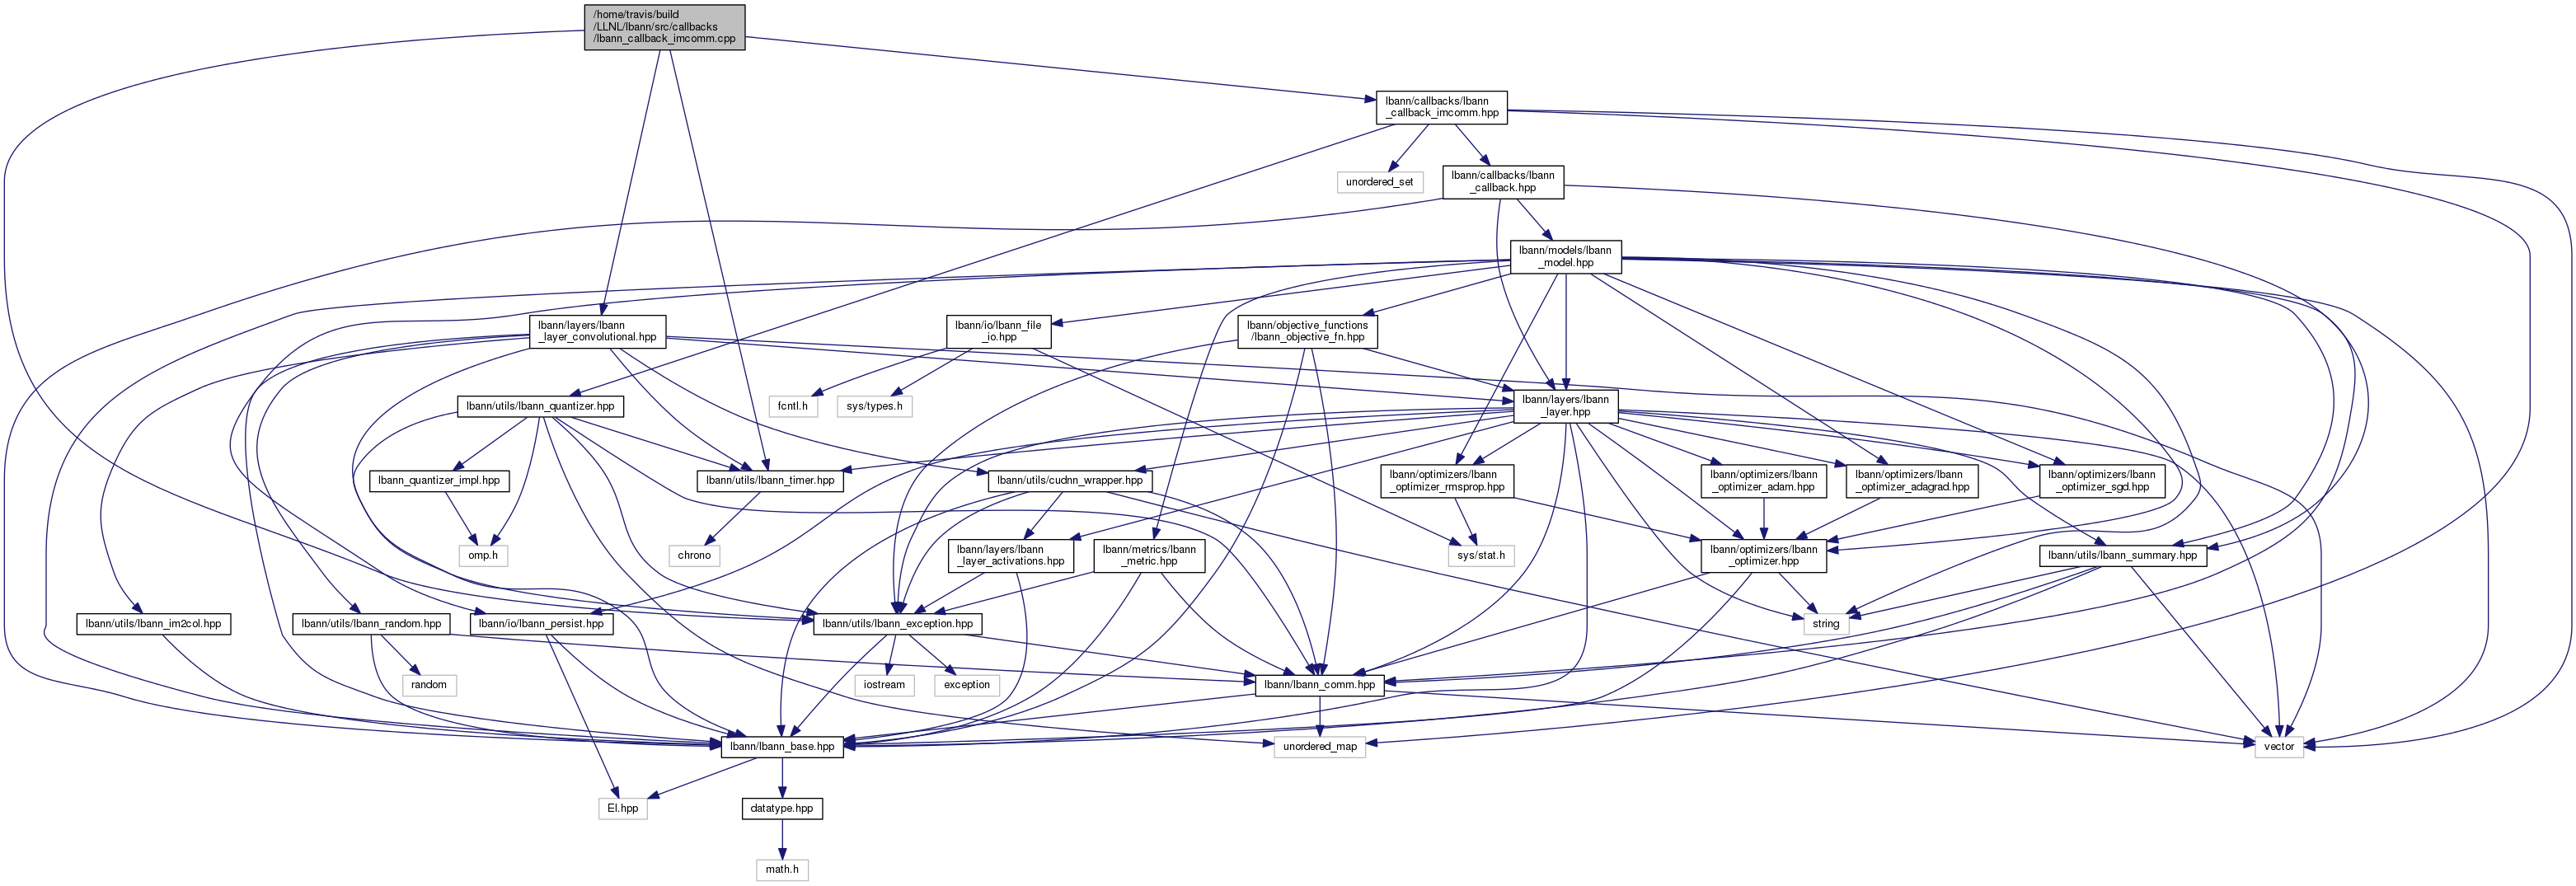 /home/travis/build
/LLNL/lbann/src/callbacks
/lbann_callback_imcomm.cpp
lbann/callbacks/lbann
_callback_imcomm.hpp
unordered_set
lbann/callbacks/lbann
_callback.hpp
lbann/models/lbann
_model.hpp
lbann/layers/lbann
_layer_convolutional.hpp
lbann/io/lbann_file
_io.hpp
lbann/objective_functions
/lbann_objective_fn.hpp
lbann/utils/lbann_quantizer.hpp
fcntl.h
sys/types.h
lbann/layers/lbann
_layer.hpp
lbann_quantizer_impl.hpp
lbann/utils/lbann_timer.hpp
lbann/utils/cudnn_wrapper.hpp
lbann/optimizers/lbann
_optimizer_rmsprop.hpp
lbann/optimizers/lbann
_optimizer_adam.hpp
lbann/optimizers/lbann
_optimizer_adagrad.hpp
lbann/optimizers/lbann
_optimizer_sgd.hpp
omp.h
chrono
lbann/layers/lbann
_layer_activations.hpp
lbann/metrics/lbann
_metric.hpp
sys/stat.h
lbann/optimizers/lbann
_optimizer.hpp
lbann/utils/lbann_summary.hpp
lbann/utils/lbann_im2col.hpp
lbann/utils/lbann_random.hpp
lbann/io/lbann_persist.hpp
lbann/utils/lbann_exception.hpp
string
random
iostream
exception
lbann/lbann_comm.hpp
lbann/lbann_base.hpp
unordered_map
vector
El.hpp
datatype.hpp
math.h